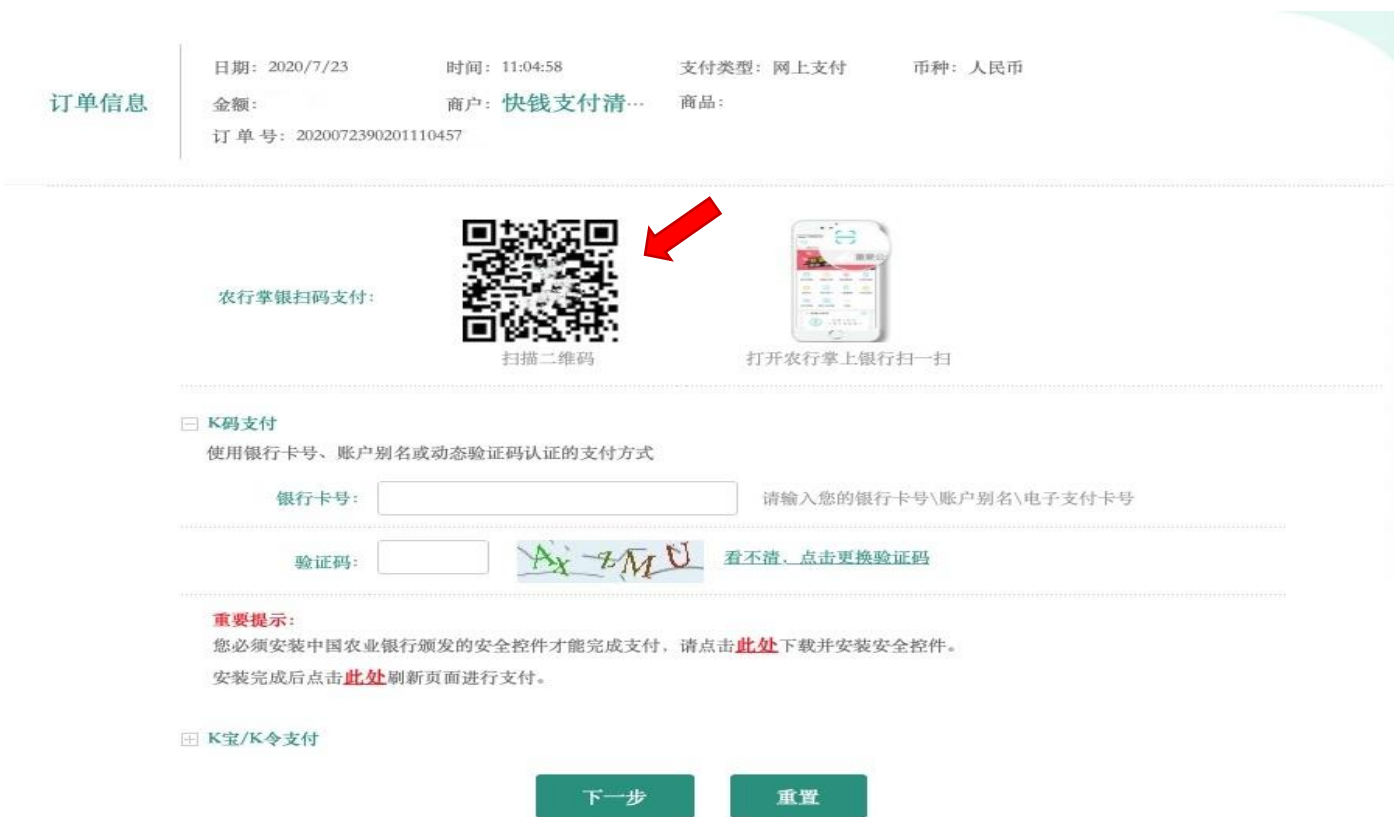 日期: 2020/7/23 时间: 11:04:58 支付类型: 网上支付 币种: 人民币
订单信息 金额: 商户: 快钱支付清… 商品:
订 单 号: 2020072390201110457
农行掌银扫码支付:
扫描二维码 打开农行掌上银行扫一扫
K码支付
使用银行卡号、账户别名或动态验证码认证的支付方式
银行卡号: 请输入您的银行卡号\账户别名\电子支付卡号
验证码: 看不清，点击更换验证码
重要提示:
您必须安装中国农业银行颁发的安全控件才能完成支付，请点击此处下载并安装安全控件。
安装完成后点击此处刷新页面进行支付。
K宝/K令支付
下一步 重置